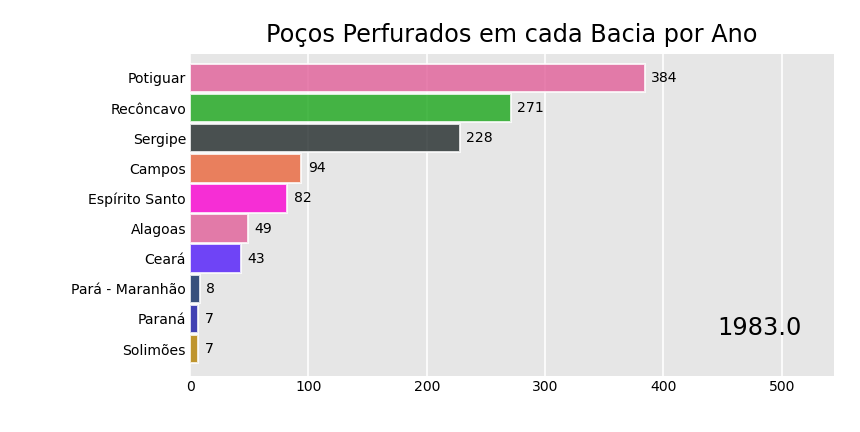 Poços Perfurados em cada Bacia por Ano
Potiguar 384
Recôncavo 271
Sergipe 228
Campos 94
Espírito Santo 82
Alagoas 49
Ceará 43
Pará - Maranhão 8
Paraná 7
1983.0
Solimões 7
0 100 200 300 400 500